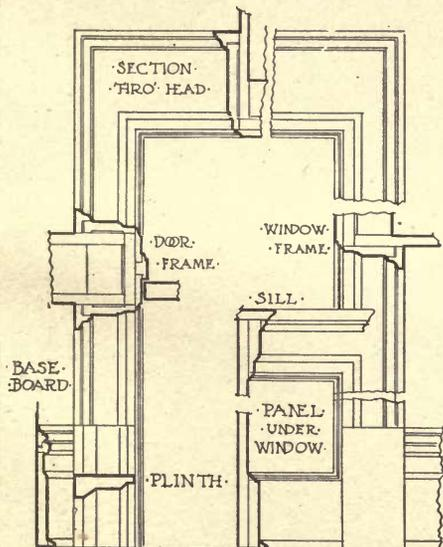 ·SECTION
·'THRO'·HEAD·
·DOOR·
·FRAME·
WINDOW·
·FRAME·
·SILL·
·BASE·
·BOARD·
·PANEL·
·UNDER·
WINDOW·
·PLINTH·